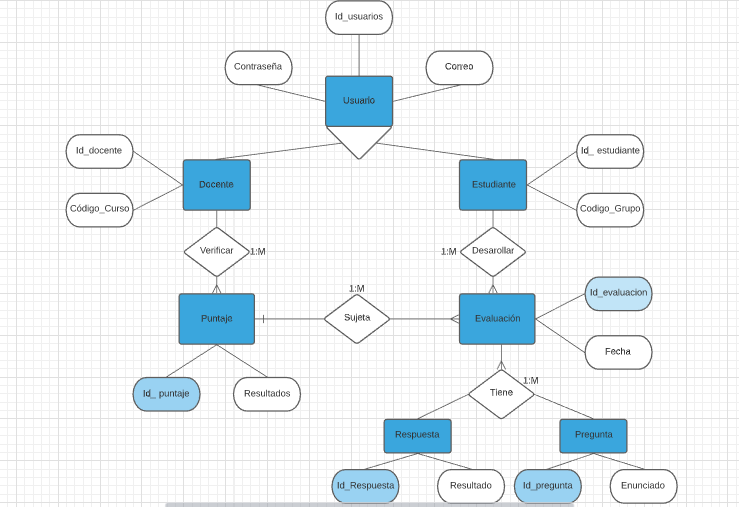 Id_usuarios
Contraseña
Correo
Usuario
Id_docente
Docente
Estudiante
Id_ estudiante
Código_Curso
Codigo_Grupo
Verificar
1:M
1:M
Desarollar
1:M
Id_evaluacion
Puntaje
Sujeta
Evaluación
Fecha
1:M
Id_ puntaje
Resultados
Tiene
Respuesta
Pregunta
Id_Respuesta
Resultado
Id_pregunta
Enunciado